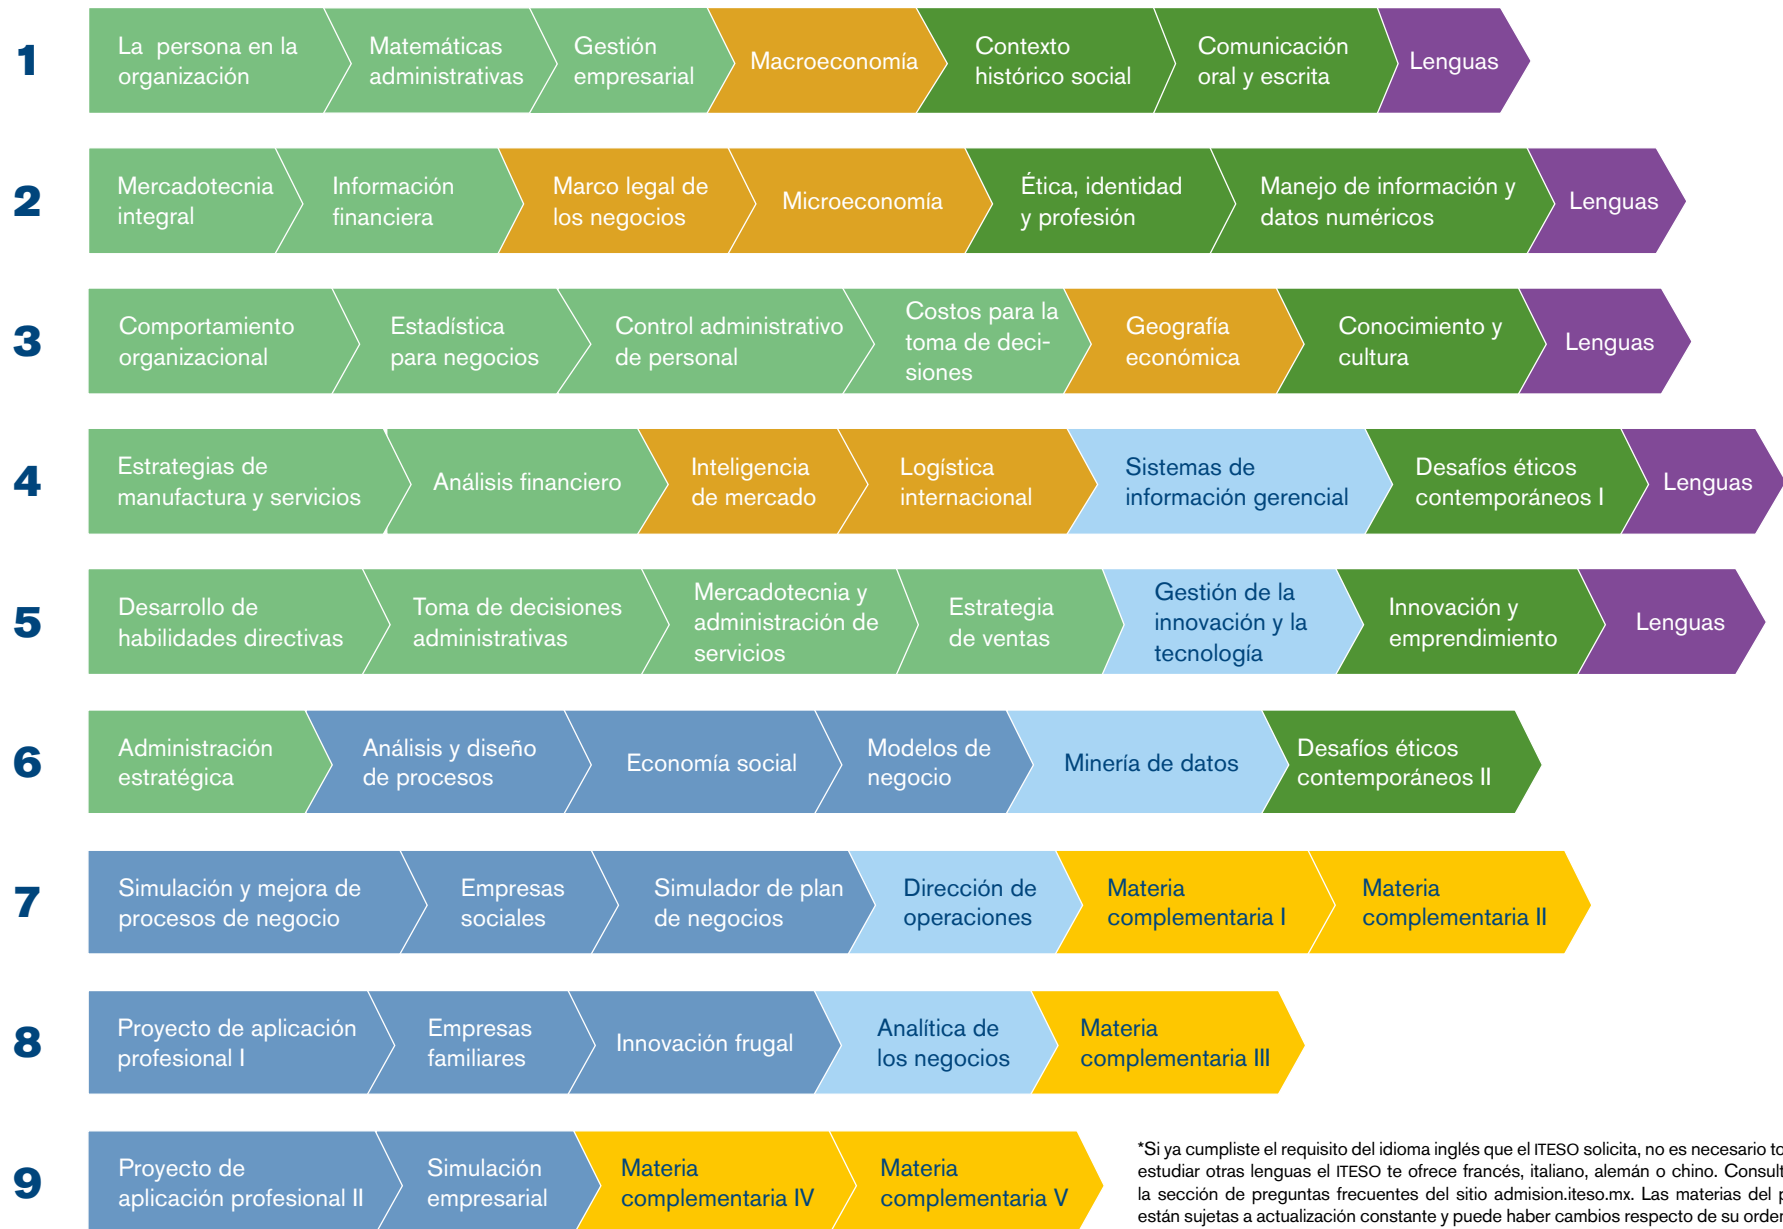 1
La persona en la
organización
Matemáticas
administrativas
Gestión
empresarial
Macroeconomía
Contexto
histórico social
Comunicación
oral y escrita
Lenguas
2
Mercadotecnia
integral
Información
financiera
Marco legal de
los negocios
Microeconomía
Ética, identidad
y profesión
Manejo de información y
datos numéricos
Lenguas
3
Comportamiento
organizacional
Estadística
para negocios
Control administrativo
de personal
Costos para la
toma de deci-
siones
Geografía
económica
Conocimiento y
cultura
Lenguas
4
Estrategias de
manufactura y servicios
Análisis financiero
Inteligencia
de mercado
Logística
internacional
Sistemas de
información gerencial
Desafíos éticos
contemporáneos I
Lenguas
5
Desarrollo de
habilidades directivas
Toma de decisiones
administrativas
Mercadotecnia y
administración de
servicios
Estrategia
de ventas
Gestión de la
innovación y la
tecnología
Innovación y
emprendimiento
Lenguas
6
Administración
estratégica
Análisis y diseño
de procesos
Economía social
Modelos de
negocio
Minería de datos
Desafíos éticos
contemporáneos II
7
Simulación y mejora de
procesos de negocio
Empresas
sociales
Simulador de plan
de negocios
Dirección de
operaciones
Materia
complementaria I
Materia
complementaria II
8
Proyecto de aplicación
profesional I
Empresas
familiares
Innovación frugal
Analítica de
los negocios
Materia
complementaria III
9
Proyecto de
aplicación profesional II
Simulación
empresarial
Materia
complementaria IV
Materia
complementaria V
*Si ya cumpliste el requisito del idioma inglés que el ITESO solicita, no es necesario
estudiar otras lenguas el ITESO te ofrece francés, italiano, alemán o chino.
la sección de preguntas frecuentes del sitio admision.iteso.mx. Las materias del
están sujetas a actualización constante y puede haber cambios respecto de su orden